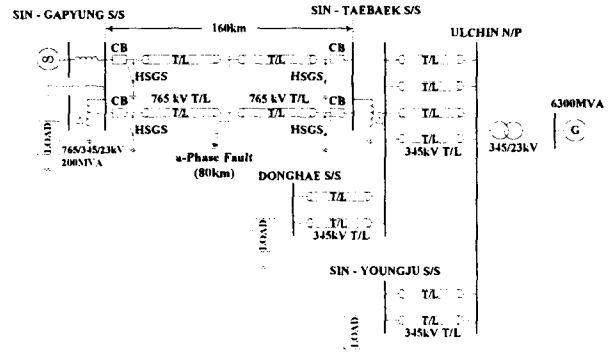 SIN - GAPYUNG S/S
SIN - TAEBAEK S/S
160km
ULCHIN N/P
CB
T/L
T/L
CB
T/L
S
HSGS
HSGS
T/L
CB
765 kV T/L
765 kV T/L
CB
T/L
6300MVA
T/L
T/L
HSGS
HSGS
T/L
G
LOAD
765/345/23kV
200MVA
a-Phase Fault
(80km)
345kV T/L
345/23kV
DONGHAE S/S
T/L
T/L
LOAD
345kV T/L
SIN - YOUNGJU S/S
T/L
T/L
LOAD
345kV T/L